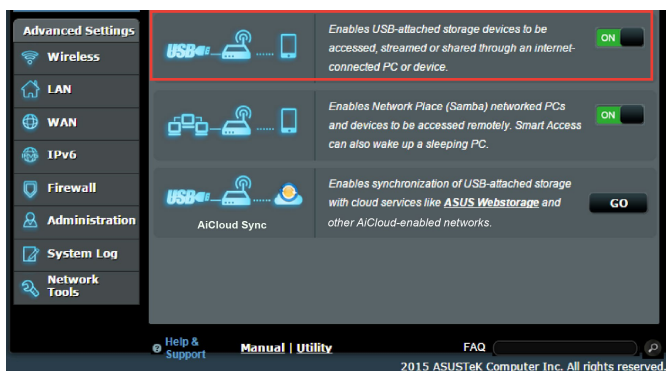 Advanced Settings
Wireless
LAN
WAN
IPv6
Firewall
Administration
System Log
Network
Tools
USB
Enables USB-attached storage devices to be
accessed, streamed or shared through an internet-
connected PC or device.
ON
Enables Network Place (Samba) networked PCs
and devices to be accessed remotely. Smart Access
can also wake up a sleeping PC.
ON
USB
AiCloud Sync
Enables synchronization of USB-attached storage
with cloud services like ASUS Webstorage and
other AiCloud-enabled networks.
GO
Help &
Support
Manual | Utility
FAQ
2015 ASUSTeK Computer Inc. All rights reserved.